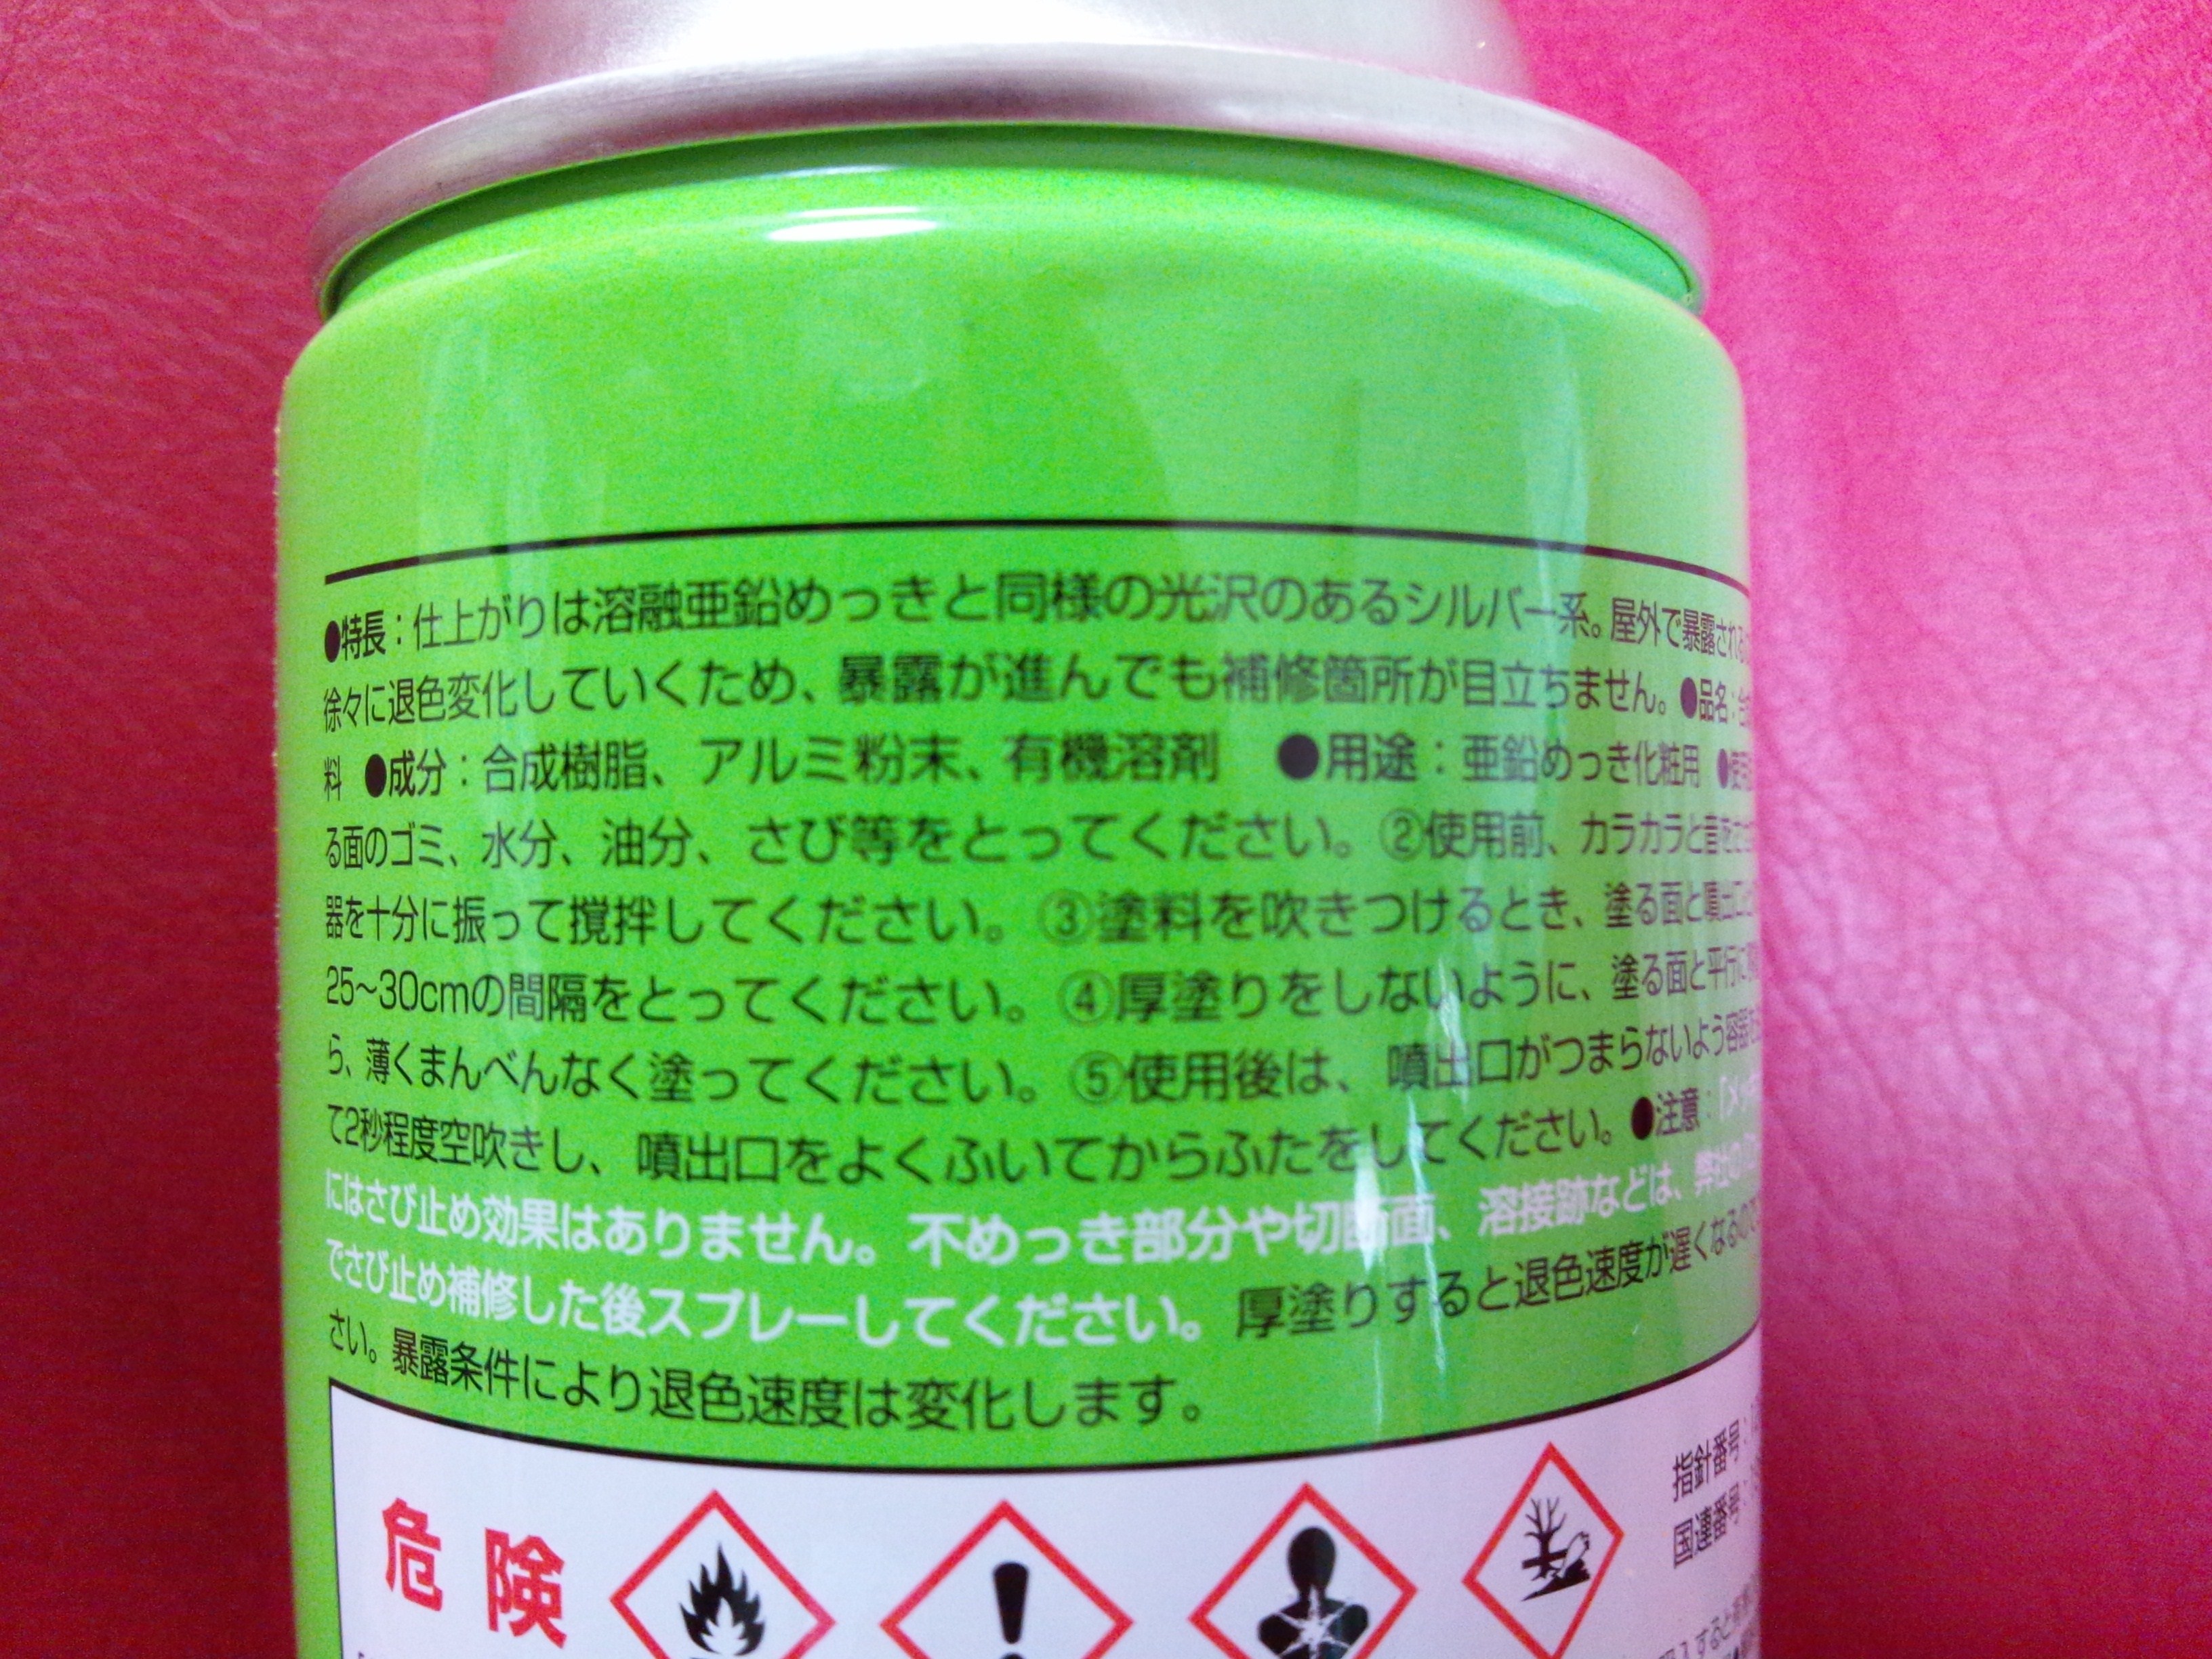 ●特長：仕上がりは溶融亜鉛めっきと同様の光沢のあるシルバー系。屋外で暴露される
徐々に退色変化していくため、暴露が進んでも補修箇所が目立ちません。●品名：合
料 ●成分：合成樹脂、アルミ粉末、有機溶剤 ●用途：亜鉛めっき化粧用 ●使用
る面のゴミ、水分、油分、さび等をとってください。②使用前、カラカラと音を
器を十分に振って撹拌してください。③塗料を吹きつけるとき、塗る面と噴出口
25~30cmの間隔をとってください。④厚塗りをしないように、塗る面と平行に
ら、薄くまんべんなく塗ってください。⑤使用後は、噴出口がつまらないよう容器を
て2秒程度空吹きし、噴出口をよくふいてからふたをしてください。●注意：「メッ
にはさび止め効果はありません。不めっき部分や切断面、溶接跡などは、弊社の
でさび止め補修した後スプレーしてください。厚塗りすると退色速度が遅くなるので
さい。暴露条件により退色速度は変化します。
危険
指針番号：
国連番号：
すると